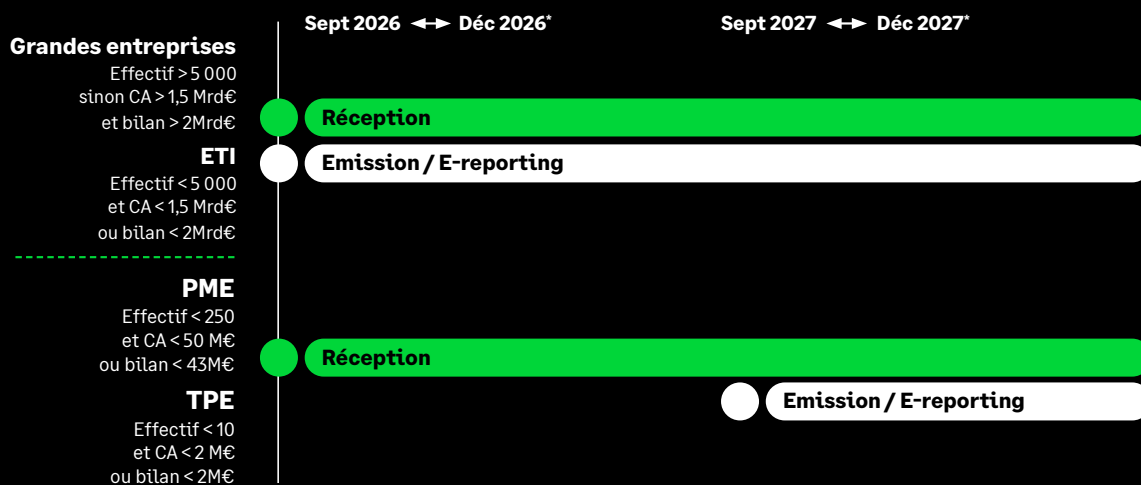 Sept 2026 ↔ Déc 2026*
Sept 2027 ↔ Déc 2027*
Grandes entreprises
Effectif > 5 000
sinon CA > 1,5 Mrd€
et bilan > 2Mrd€
Réception
ETI
Emission / E-reporting
Effectif < 5 000
et CA < 1,5 Mrd€
ou bilan < 2Mrd€
PME
Effectif < 250
et CA < 50 M€
ou bilan < 43M€
Réception
TPE
Emission / E-reporting
Effectif < 10
et CA < 2 M€
ou bilan < 2M€